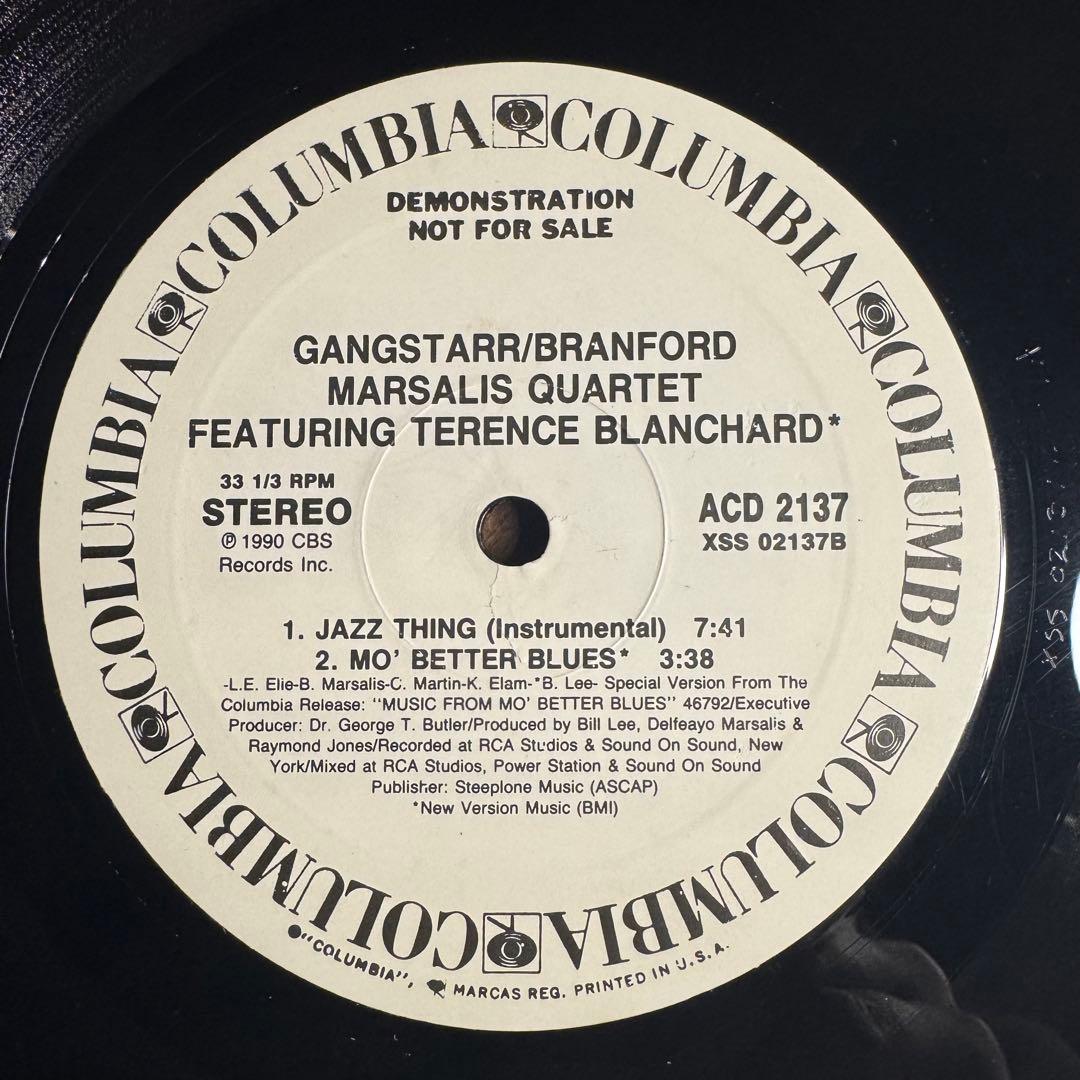 COLUMBIA COLUMBIA COLUMBIA COLUMBIA COLUMBIA COLUMBIA COLUMBIA COLUMBIA
DEMONSTRATION
NOT FOR SALE
GANGSTARR/BRANFORD
MARSALIS QUARTET
FEATURING TERENCE BLANCHARD*
33 1/3 RPM
STEREO
℗ 1990 CBS
Records Inc.
ACD 2137
XSS 02137B
1. JAZZ THING (Instrumental) 7:41
2. MO' BETTER BLUES* 3:38
-L.E. Elie-B. Marsalis-C. Martin-K. Elam-*B. Lee- Special Version From The
Columbia Release: "MUSIC FROM MO' BETTER BLUES" 46792/Executive
Producer: Dr. George T. Butler/Produced by Bill Lee, Delfeayo Marsalis &
Raymond Jones/Recorded at RCA Studios & Sound On Sound, New
York/Mixed at RCA Studios, Power Station & Sound On Sound
Publisher: Steeplone Music (ASCAP)
*New Version Music (BMI)
"COLUMBIA", MARCAS REG. PRINTED IN U.S.A.
XSS